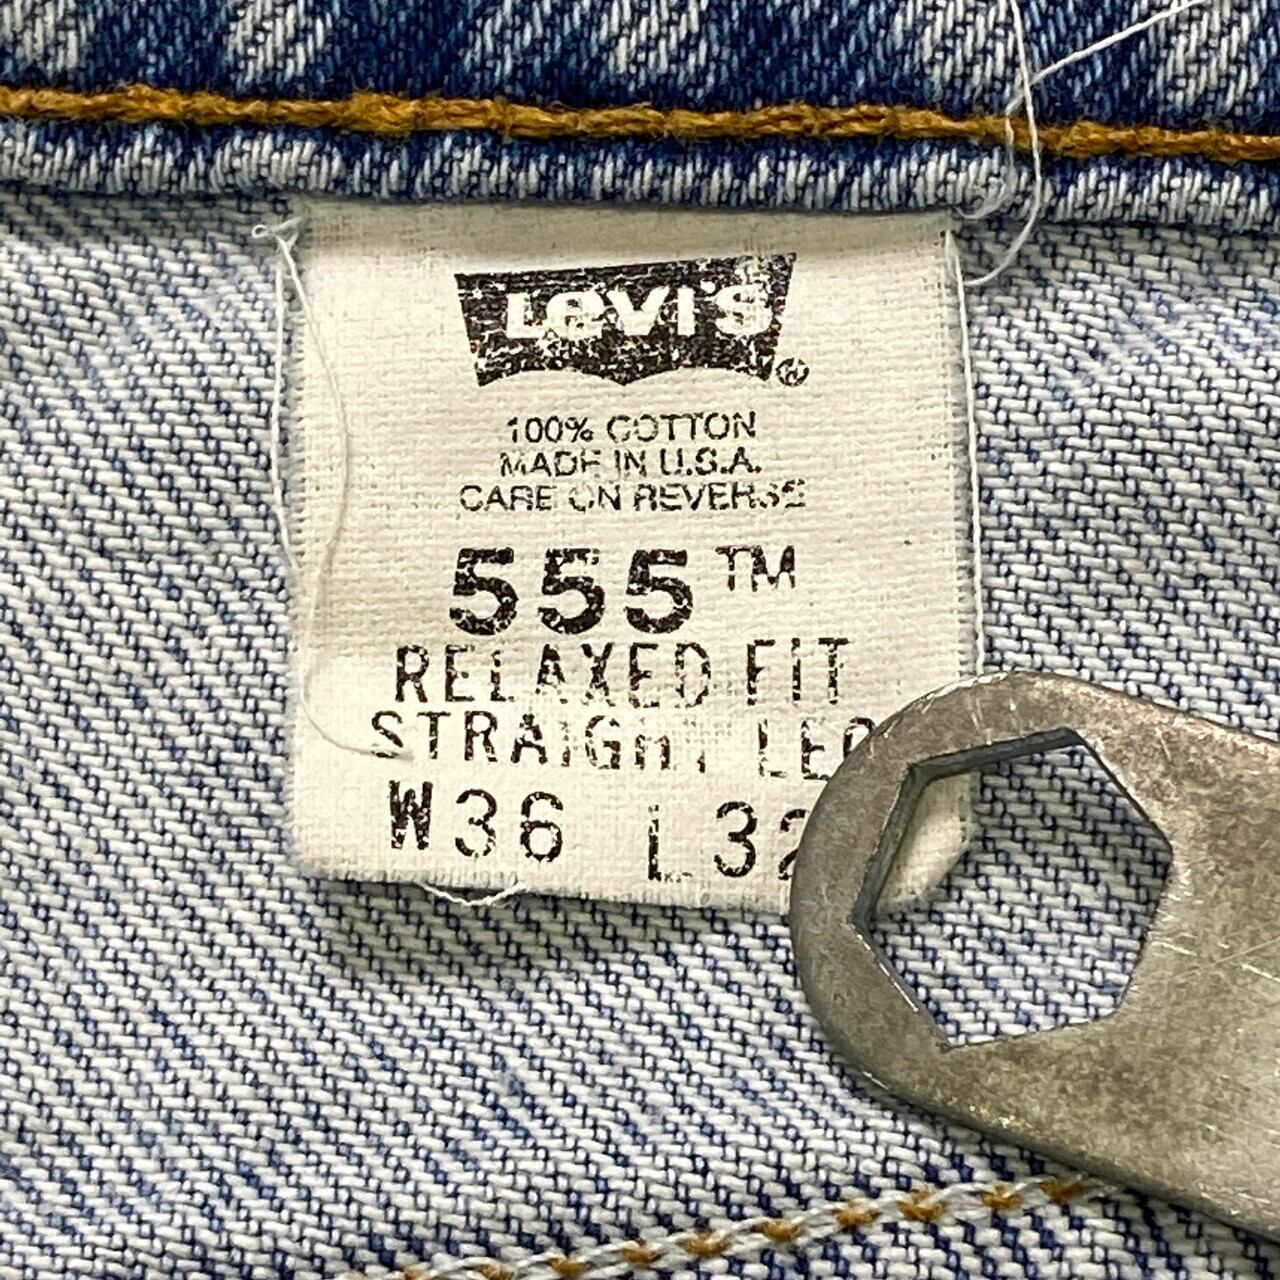 Levi's ®
100% COTTON
MADE IN U.S.A.
CARE ON REVERSE
555™
RELAXED FIT
STRAIGHT LEG
W36 L32